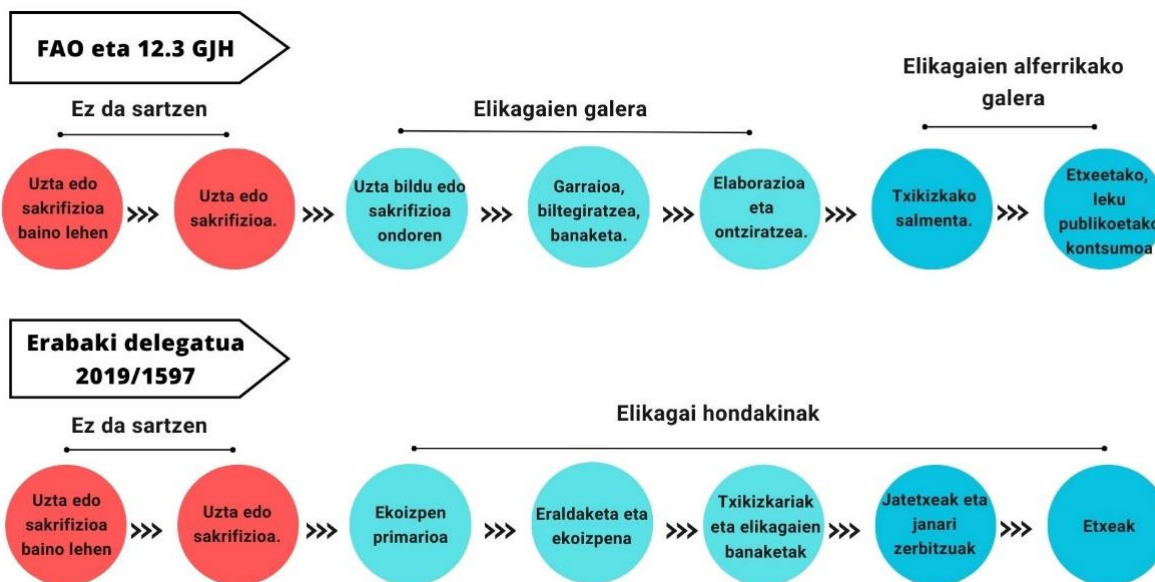 FAO eta 12.3 GJH
Ez da sartzen
Elikagaien galera
Elikagaien alferrikako
galera
Uzta edo
sakrifizioa
baino lehen
Uzta edo
sakrifizioa.
Uzta bildu edo
sakrifizioa
ondoren
Garraioa,
biltegiratzea,
banaketa.
Elaborazioa
eta
ontziratzea.
Txikizkako
salmenta.
Etxeetako,
leku
publikoetako
kontsumoa
Erabaki delegatua
2019/1597
Ez da sartzen
Elikagai hondakinak
Uzta edo
sakrifizioa
baino lehen
Uzta edo
sakrifizioa.
Ekoizpen
primarioa
Eraldaketa eta
ekoizpena
Txikizkariak
eta elikagaien
banaketak
Jatetxeak eta
janari
zerbitzuak
Etxeak